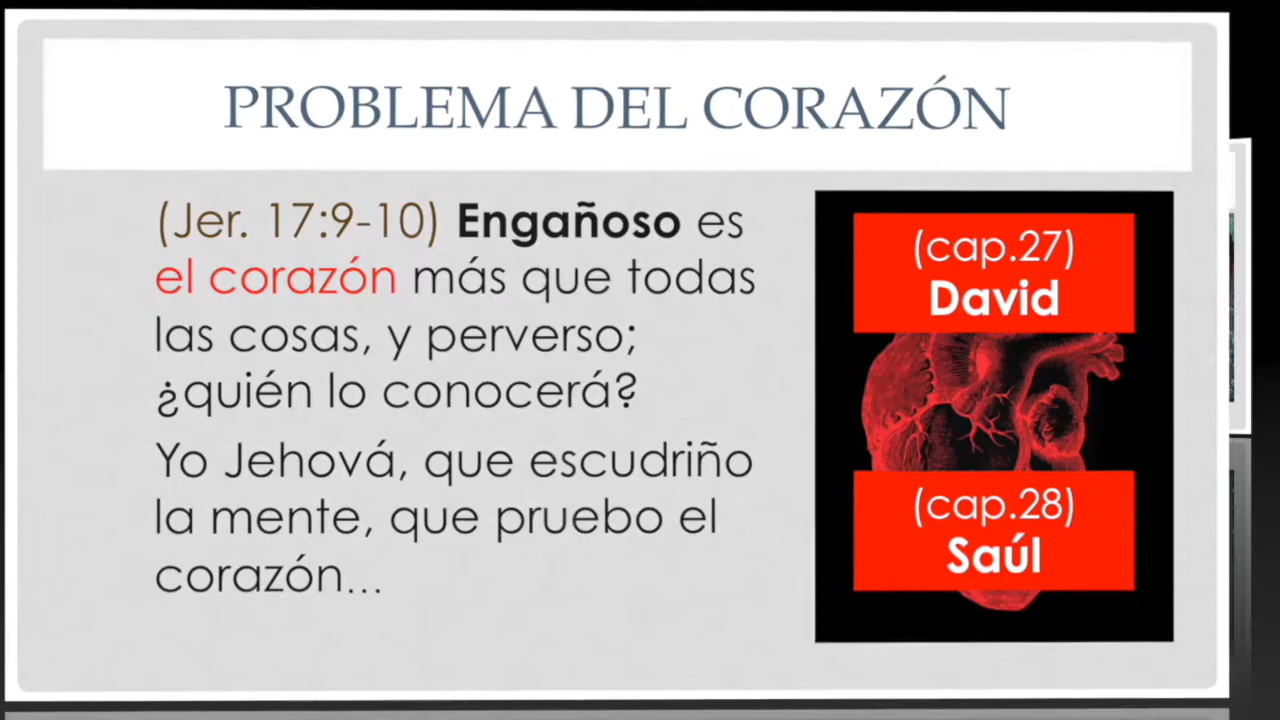 PROBLEMA DEL CORAZÓN
(Jer. 17:9-10) Engañoso es
el corazón más que todas
las cosas, y perverso;
¿quién lo conocerá?
Yo Jehová, que escudriño
la mente, que pruebo el
corazón...
(cap.27)
David
(cap.28)
Saúl